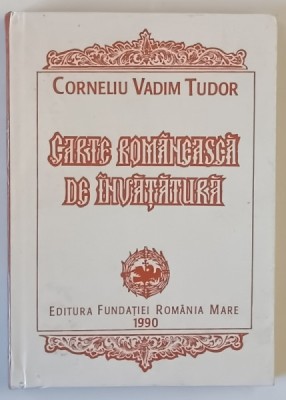 CORNELIU VADIM TUDOR
CARTE ROMÂNEASCĂ
DE ÎNVĂȚĂTURĂ
EDITURA FUNDAȚIEI ROMÂNIA MARE
1990